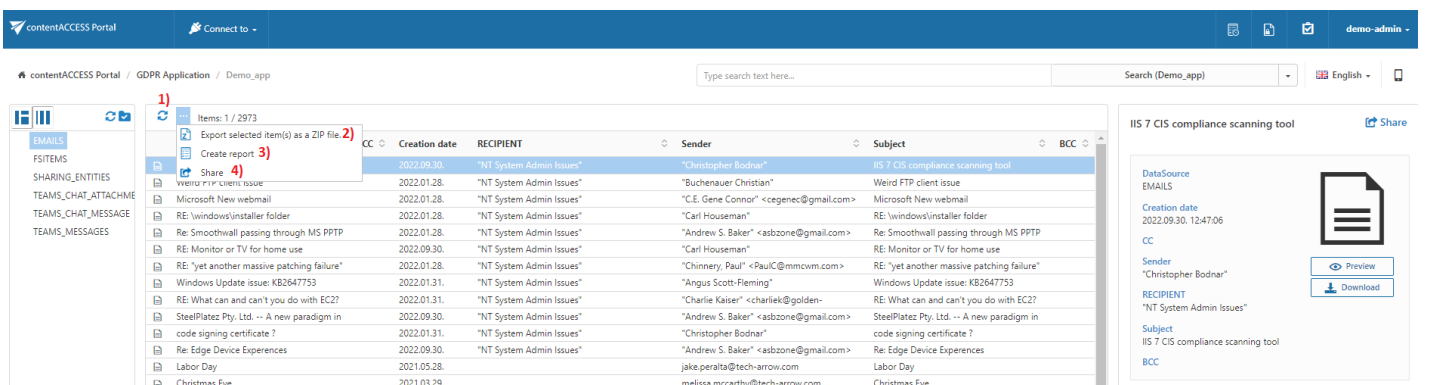 contentACCESS Portal
Connect to
demo-admin
contentACCESS Portal / GDPR Application / Demo_app
Type search text here...
Search (Demo_app)
English
1)
Items: 1 / 2973
EMAILS
FSITEMS
SHARING_ENTITIES
TEAMS_CHAT_ATTACHME
TEAMS_CHAT_MESSAGE
TEAMS_MESSAGES
Export selected item(s) as a ZIP file. 2)
Create report 3)
Share 4)
CC Creation date RECIPIENT Sender Subject BCC
2022.09.30. "NT System Admin Issues" "Christopher Bodnar" IIS 7 CIS compliance scanning tool
Weird FTP client issue 2022.01.28. "NT System Admin Issues" "Buchenauer Christian" Weird FTP client issue
Microsoft New webmail 2022.01.28. "NT System Admin Issues" "C.E. Gene Connor" <cegenec@gmail.com> Microsoft New webmail
RE: \windows\installer folder 2022.01.28. "NT System Admin Issues" "Carl Houseman" RE: \windows\installer folder
Re: Smoothwall passing through MS PPTP 2022.01.28. "NT System Admin Issues" "Andrew S. Baker" <asbzone@gmail.com> Re: Smoothwall passing through MS PPTP
RE: Monitor or TV for home use 2022.09.30. "NT System Admin Issues" "Carl Houseman" RE: Monitor or TV for home use
RE: "yet another massive patching failure" 2022.01.28. "NT System Admin Issues" "Chinnery, Paul" <PaulC@mmcwm.com> RE: "yet another massive patching failure"
Windows Update issue: KB2647753 2022.01.31. "NT System Admin Issues" "Angus Scott-Fleming" Windows Update issue: KB2647753
RE: What can and can't you do with EC2? 2022.01.31. "NT System Admin Issues" "Charlie Kaiser" <charliek@golden- RE: What can and can't you do with EC2?
SteelPlatez Pty. Ltd. -- A new paradigm in 2022.09.30. "NT System Admin Issues" "Andrew S. Baker" <asbzone@gmail.com> SteelPlatez Pty. Ltd. -- A new paradigm in
code signing certificate ? 2022.01.31. "NT System Admin Issues" "Christopher Bodnar" code signing certificate ?
Re: Edge Device Experences 2022.09.30. "NT System Admin Issues" "Andrew S. Baker" <asbzone@gmail.com> Re: Edge Device Experences
Labor Day 2021.05.28. jake.peralta@tech-arrow.com Labor Day
Christmas Eve 2021.03.29. melissa.mccarthy@tech-arrow.com Christmas Eve
IIS 7 CIS compliance scanning tool
Share
DataSource
EMAILS
Creation date
2022.09.30. 12:47:06
CC
Sender
"Christopher Bodnar"
RECIPIENT
"NT System Admin Issues"
Subject
IIS 7 CIS compliance scanning tool
BCC
Preview
Download